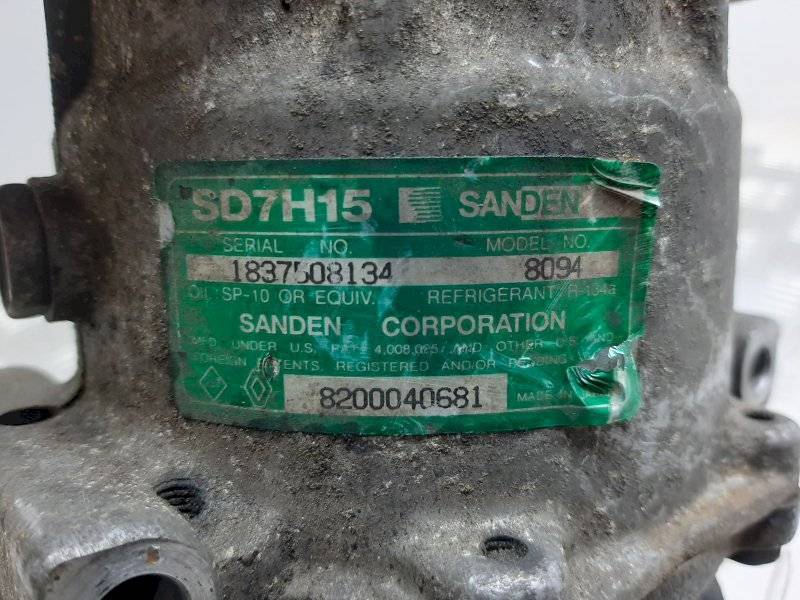 SD7H15 SANDEN
SERIAL NO. MODEL NO.
1837508134 8094
OIL SP-10 OR EQUIV. REFRIGERANT R-134a
SANDEN CORPORATION
MFD. UNDER U.S. PAT. 4,008,005 AND OTHER U.S. AND
FOREIGN PATENTS, REGISTERED AND/OR PENDING
8200040681 MADE IN